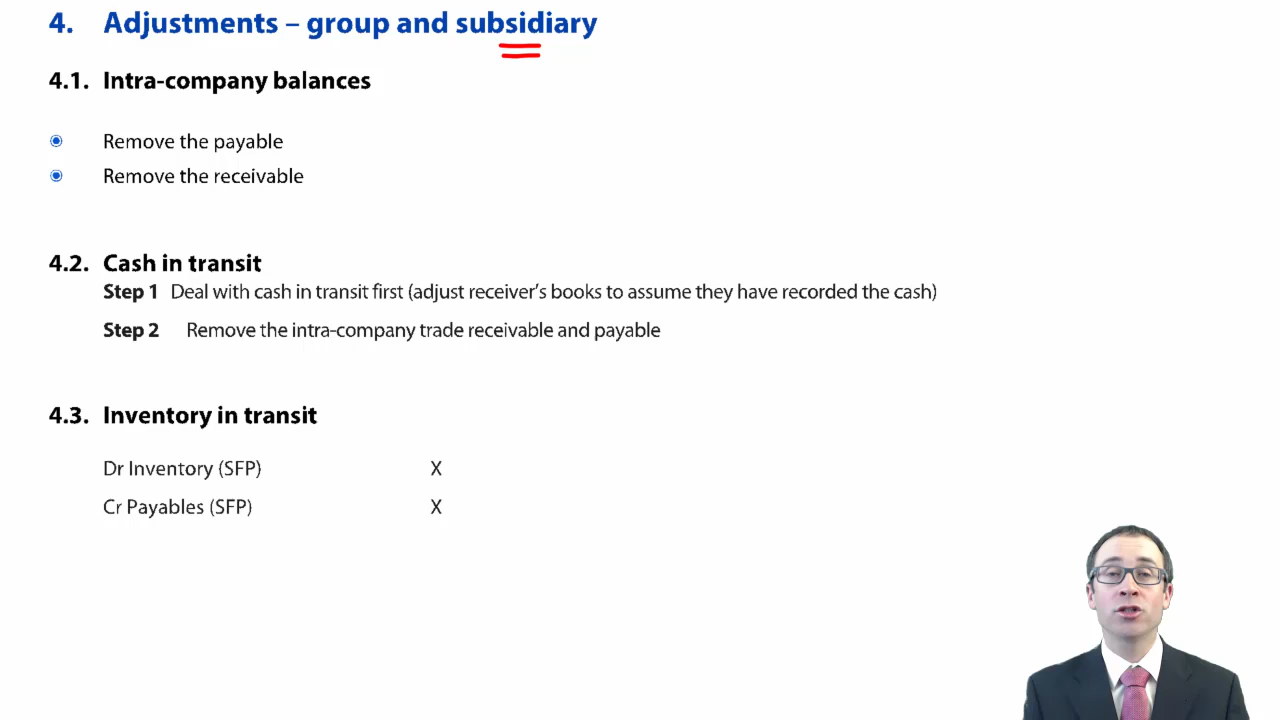 4. Adjustments – group and subsidiary
4.1. Intra-company balances
Remove the payable
Remove the receivable
4.2. Cash in transit
Step 1 Deal with cash in transit first (adjust receiver's books to assume they have recorded the cash)
Step 2 Remove the intra-company trade receivable and payable
4.3. Inventory in transit
Dr Inventory (SFP) X
Cr Payables (SFP) X